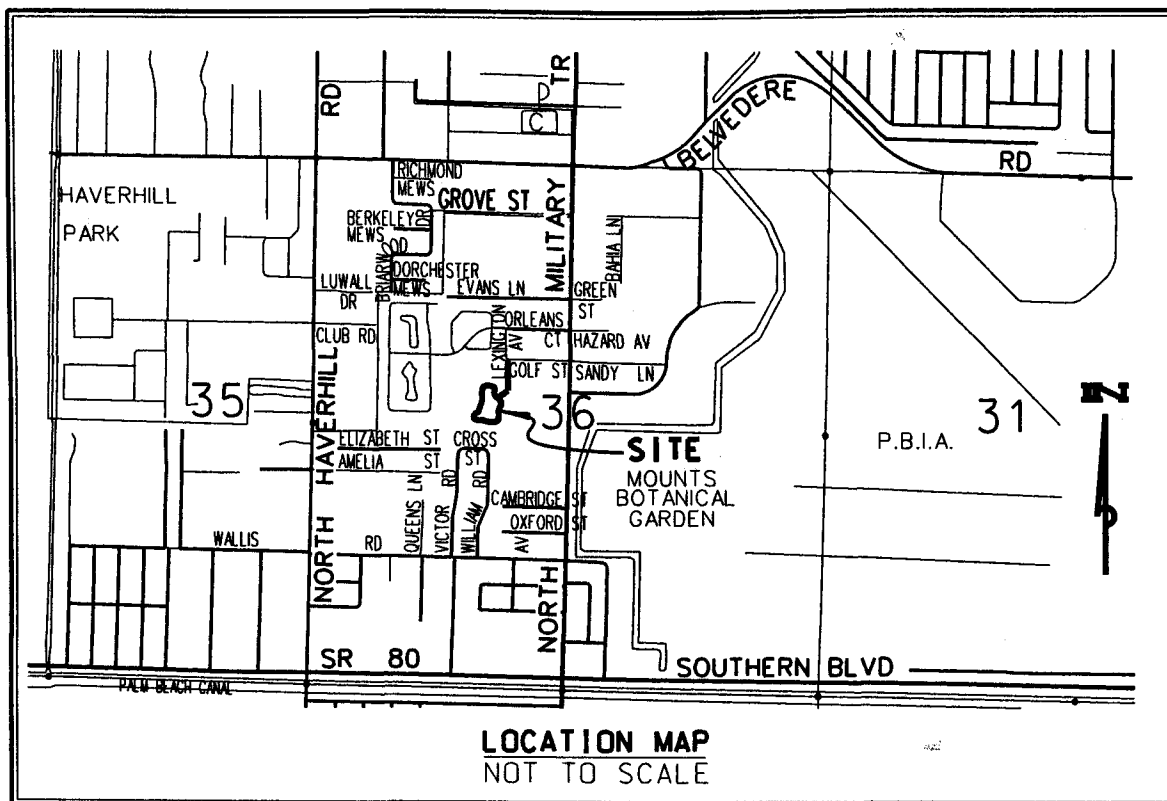 RD
TR
P
C
BELVEDERE
RD
HAVERHILL
PARK
RICHMOND
MEWS
GROVE ST
BERKELEY
MEWS
DR
BRIARWOOD
DORCHESTER
MEWS
MILITARY
BAHIA LN
LUWALL
DR
EVANS LN
GREEN
ST
CLUB RD
LEXINGTON
AV
ORLEANS
CT
HAZARD AV
GOLF ST
SANDY LN
35
36
31
N
P.B.I.A.
NORTH HAVERHILL
ELIZABETH ST
CROSS
ST
AMELIA ST
SITE
MOUNTS
BOTANICAL
GARDEN
QUEENS LN
VICTOR RD
WILLIAM RD
CAMBRIDGE ST
OXFORD ST
AV
WALLIS RD
NORTH
SR 80
SOUTHERN BLVD
PALM BEACH CANAL
LOCATION MAP
NOT TO SCALE